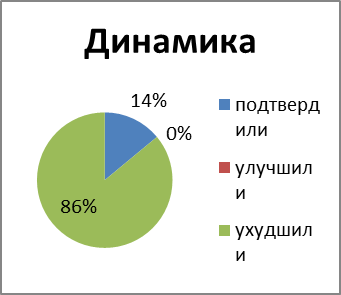 Динамика
14%
0%
86%
подтверд
или
улучшил
и
ухудшил
и